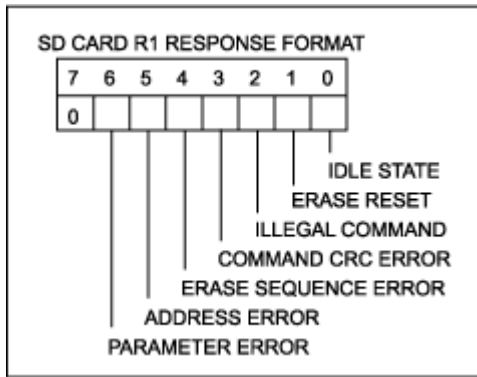 SD CARD R1 RESPONSE FORMAT
7 6 5 4 3 2 1 0
0
IDLE STATE
ERASE RESET
ILLEGAL COMMAND
COMMAND CRC ERROR
ERASE SEQUENCE ERROR
ADDRESS ERROR
PARAMETER ERROR